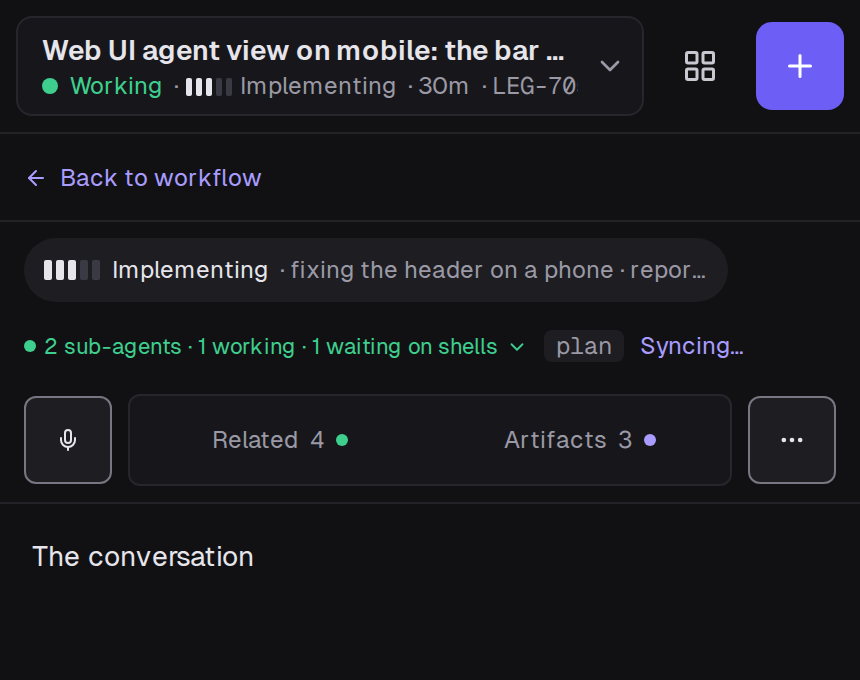 Web UI agent view on mobile: the bar ...
Working · Implementing · 30m · LEG-70
Back to workflow
Implementing · fixing the header on a phone · repor...
2 sub-agents · 1 working · 1 waiting on shells plan Syncing...
Related 4 Artifacts 3
The conversation